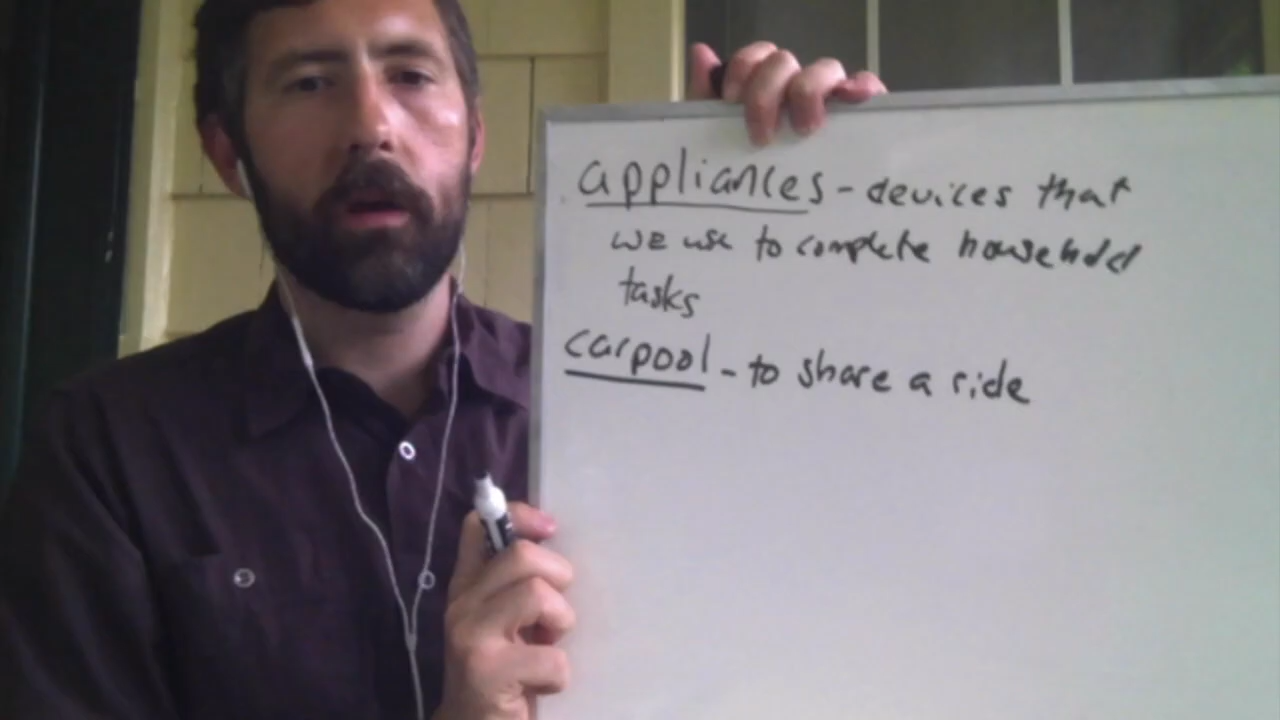 appliances - devices that
we use to complete household
tasks
carpool - to share a ride